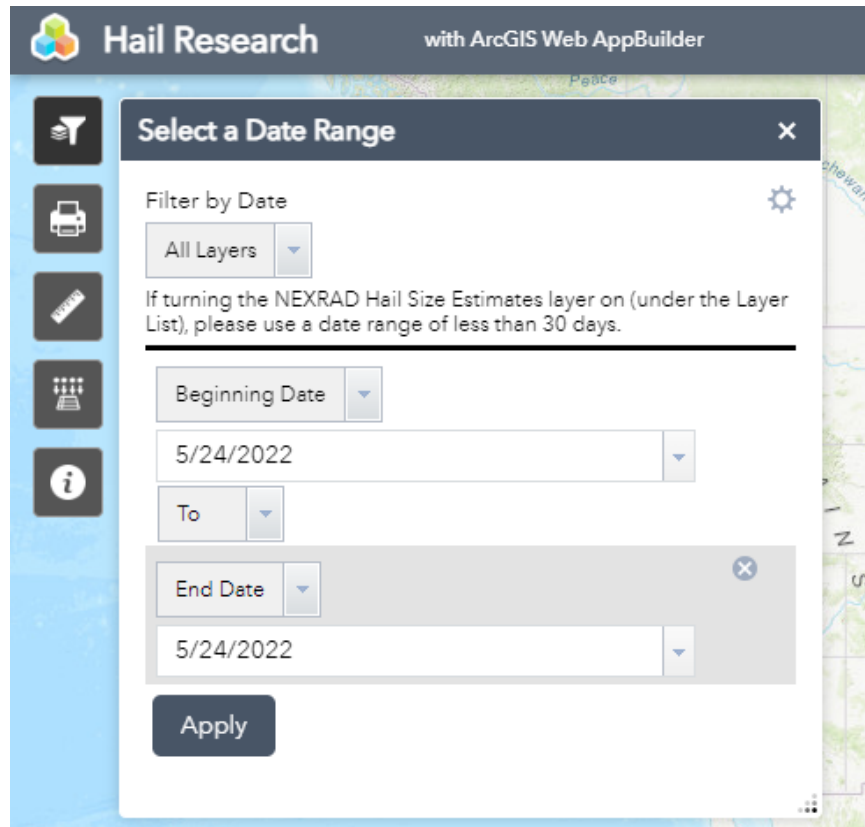 Hail Research with ArcGIS Web AppBuilder
Peace
Select a Date Range
Filter by Date
All Layers
If turning the NEXRAD Hail Size Estimates layer on (under the Layer
List), please use a date range of less than 30 days.
Beginning Date
5/24/2022
To
End Date
5/24/2022
Apply